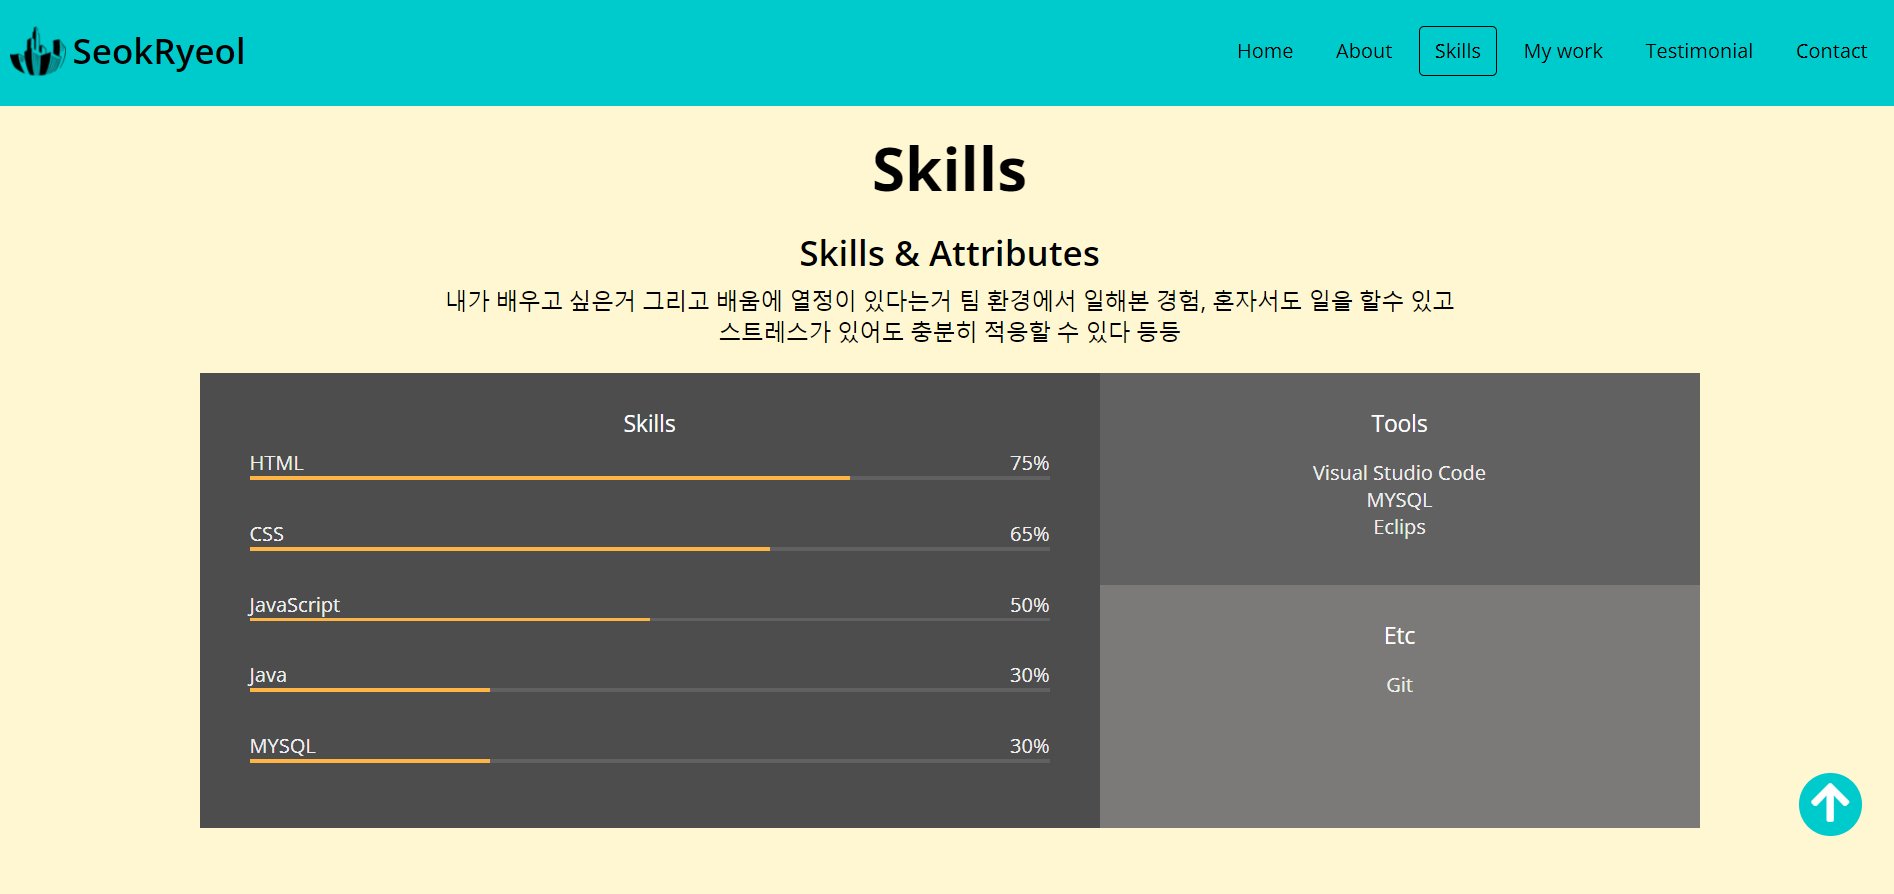 SeokRyeol
Home About Skills My work Testimonial Contact
Skills
Skills & Attributes
내가 배우고 싶은거 그리고 배움에 열정이 있다는거 팀 환경에서 일해본 경험, 혼자서도 일을 할수 있고
스트레스가 있어도 충분히 적응할 수 있다 등등
Skills
HTML 75%
CSS 65%
JavaScript 50%
Java 30%
MYSQL 30%
Tools
Visual Studio Code
MYSQL
Eclips
Etc
Git